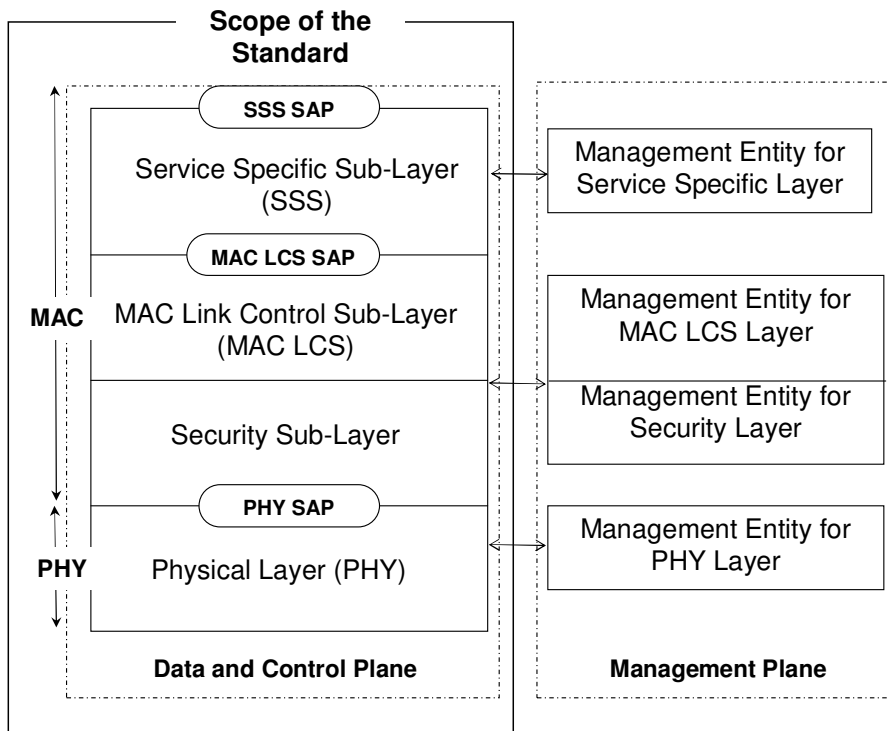 Scope of the
Standard
SSS SAP
Service Specific Sub-Layer
(SSS)
MAC LCS SAP
MAC
MAC Link Control Sub-Layer
(MAC LCS)
Security Sub-Layer
PHY SAP
PHY
Physical Layer (PHY)
Data and Control Plane
Management Entity for
Service Specific Layer
Management Entity for
MAC LCS Layer
Management Entity for
Security Layer
Management Entity for
PHY Layer
Management Plane